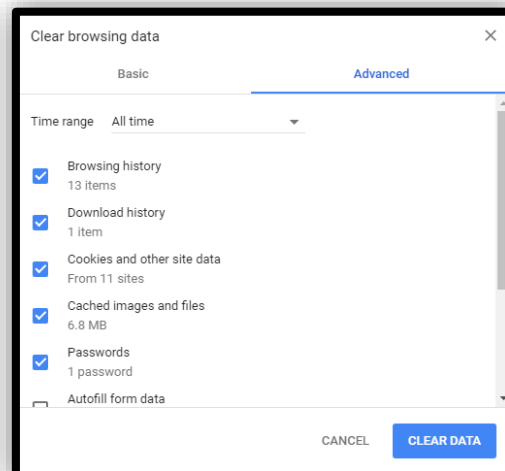 Clear browsing data
Basic Advanced
Time range All time
Browsing history
13 items
Download history
1 item
Cookies and other site data
From 11 sites
Cached images and files
6.8 MB
Passwords
1 password
Autofill form data
CANCEL CLEAR DATA